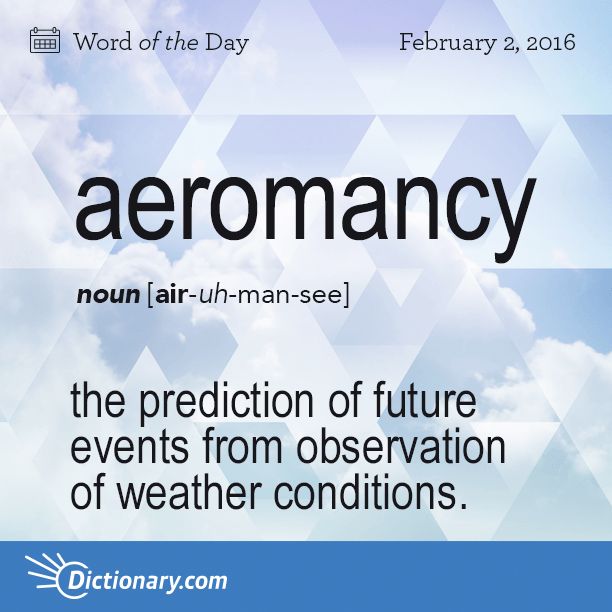 Word of the Day
February 2, 2016
aeromancy
noun [air-uh-man-see]
the prediction of future
events from observation
of weather conditions.
Dictionary.com